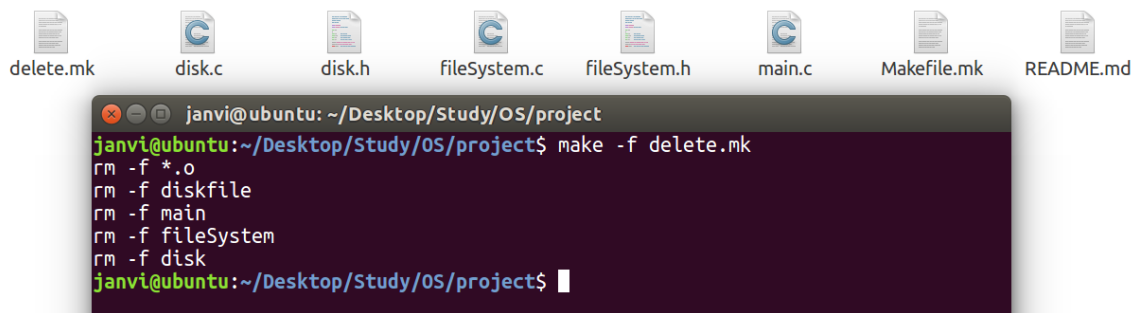 delete.mk disk.c disk.h fileSystem.c fileSystem.h main.c Makefile.mk README.md
janvi@ubuntu: ~/Desktop/Study/OS/project
janvi@ubuntu:~/Desktop/Study/OS/project$ make -f delete.mk
rm -f *.o
rm -f diskfile
rm -f main
rm -f fileSystem
rm -f disk
janvi@ubuntu:~/Desktop/Study/OS/project$